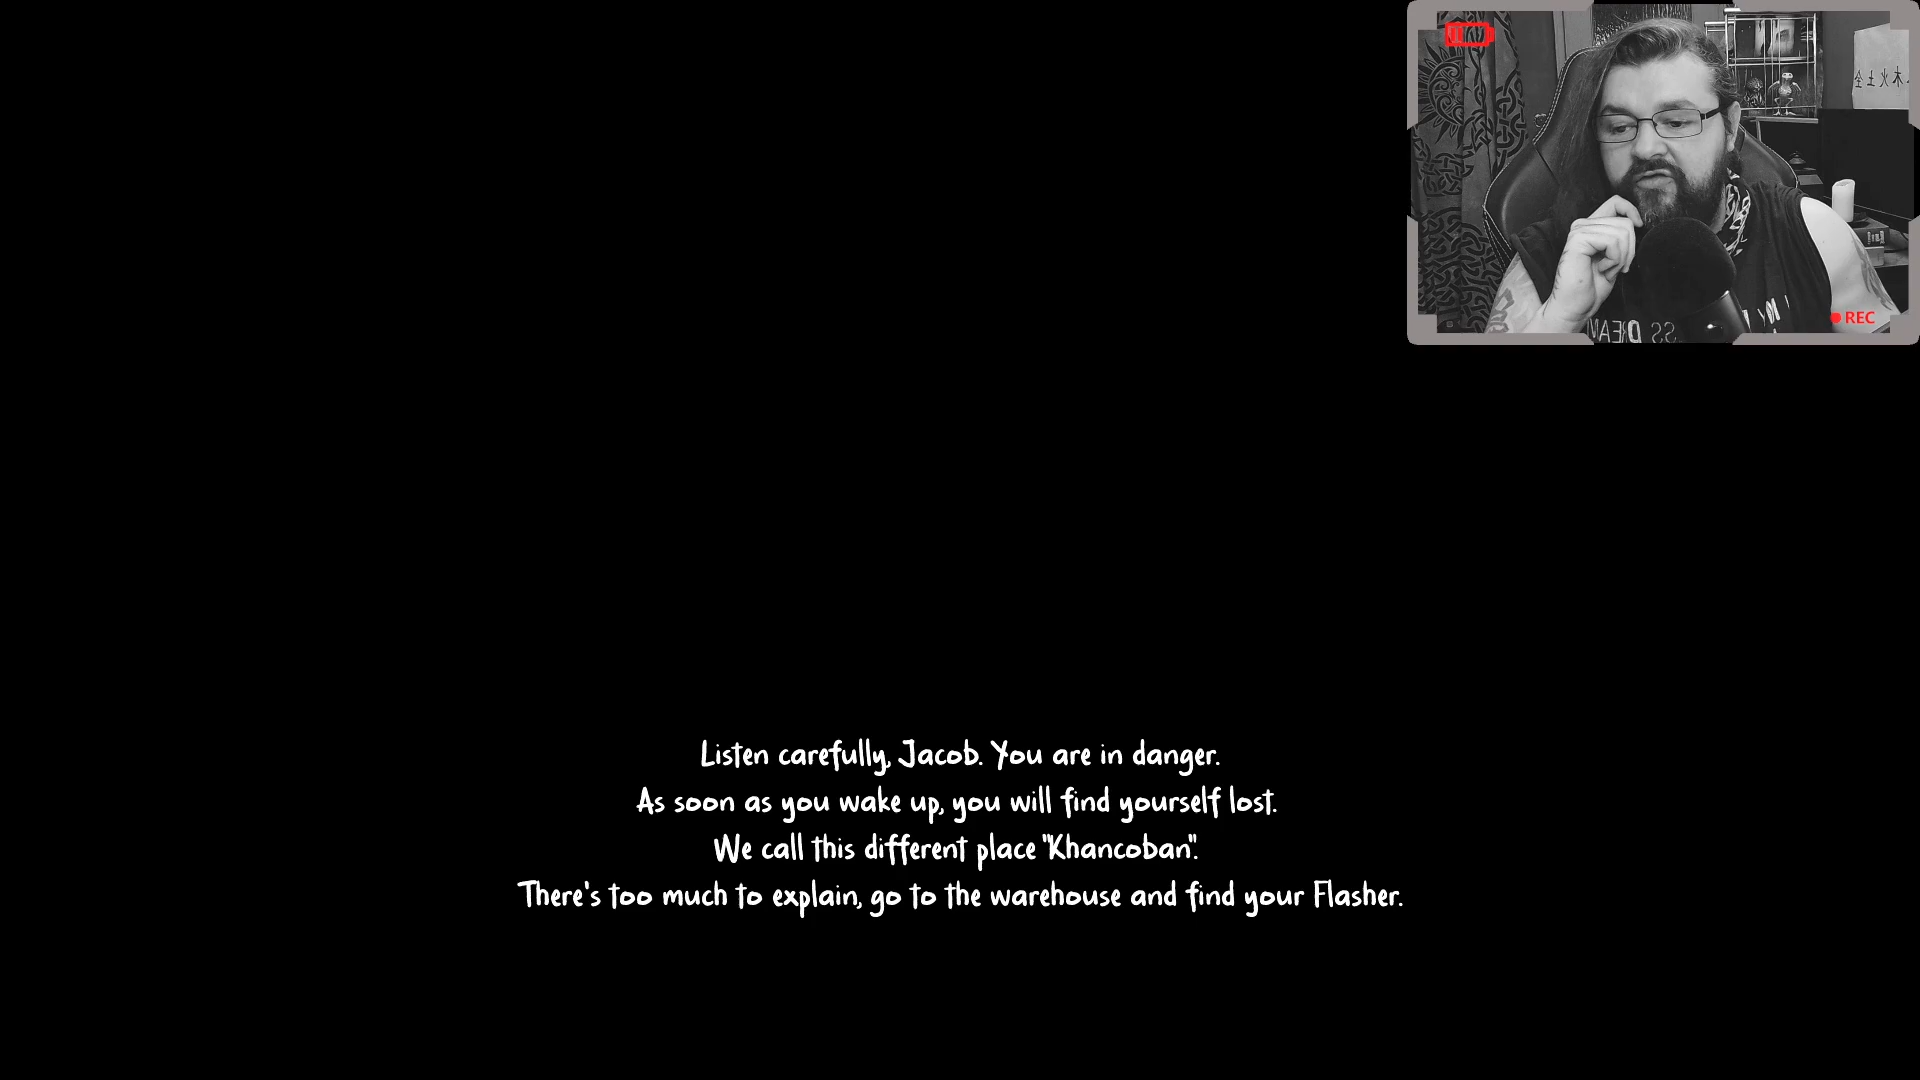 REC
Listen carefully, Jacob. You are in danger.
As soon as you wake up, you will find yourself lost.
We call this different place "Khancoban".
There's too much to explain, go to the warehouse and find your Flasher.